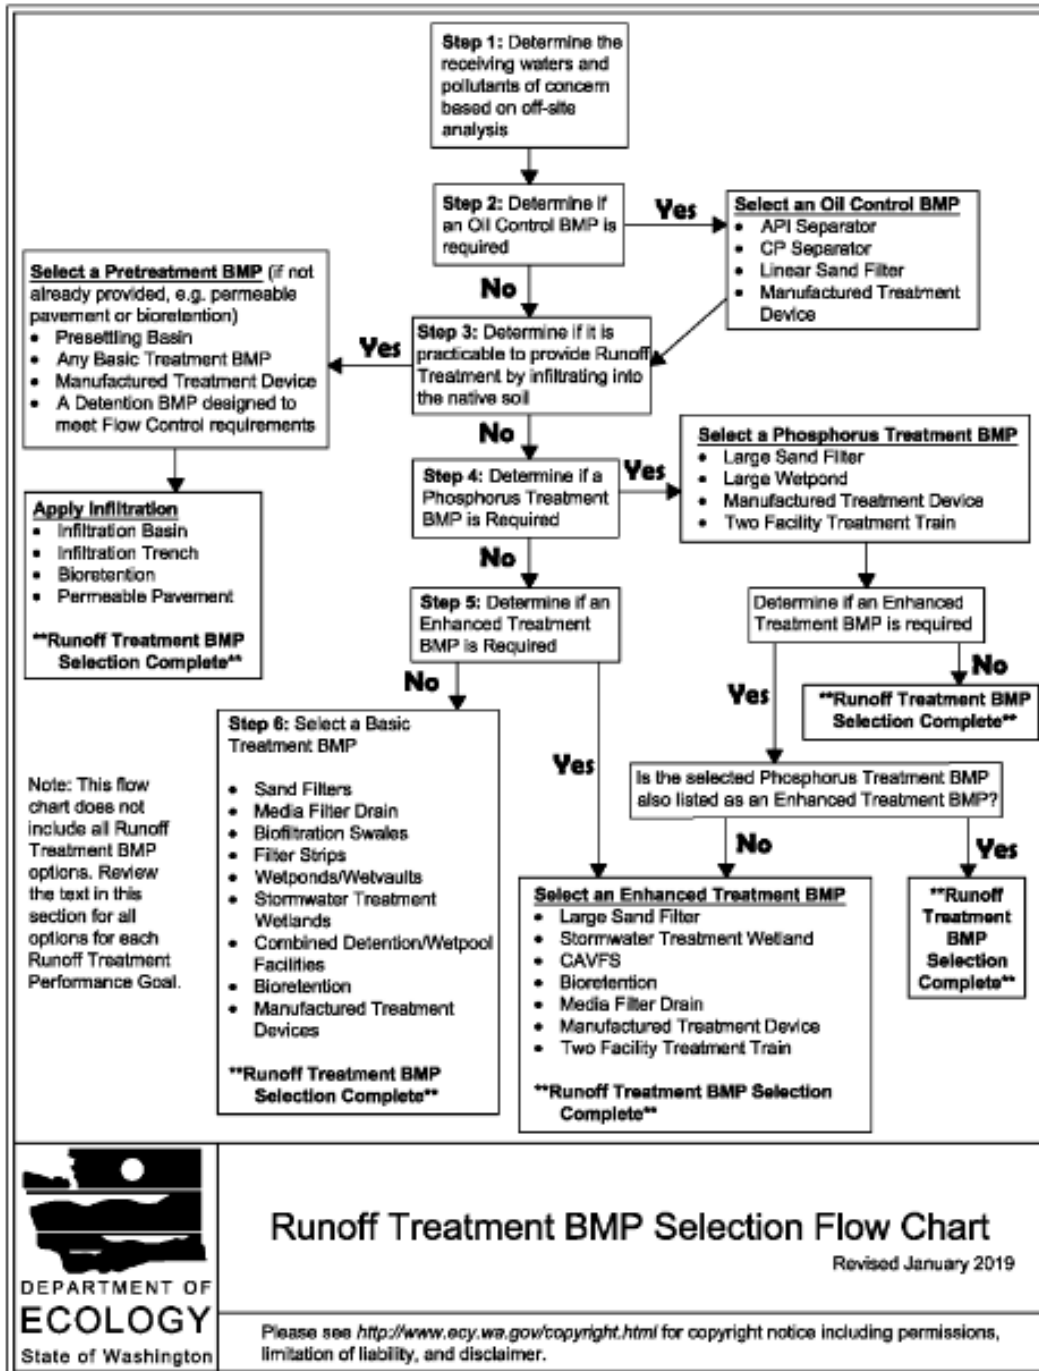 Step 1: Determine the
receiving waters and
pollutants of concern
based on off-site
analysis
Step 2: Determine if
an Oil Control BMP is
required
Yes
Select an Oil Control BMP
• API Separator
• CP Separator
• Linear Sand Filter
• Manufactured Treatment
Device
No
Select a Pretreatment BMP (if
not already provided, e.g. permeable
pavement or bioretention)
• Presettling Basin
• Any Basic Treatment BMP
• Manufactured Treatment Device
• A Detention BMP designed to
meet Flow Control requirements
Yes
Step 3: Determine if it is
practicable to provide Runoff
Treatment by infiltrating into
the native soil
No
Apply Infiltration
• Infiltration Basin
• Infiltration Trench
• Bioretention
• Permeable Pavement
**Runoff Treatment BMP
Selection Complete**
Step 4: Determine if a
Phosphorus Treatment
BMP is Required
Yes
Select a Phosphorus Treatment BMP
• Large Sand Filter
• Large Wetpond
• Manufactured Treatment Device
• Two Facility Treatment Train
No
Step 5: Determine if an
Enhanced Treatment
BMP is Required
Determine if an Enhanced
Treatment BMP is required
No
**Runoff Treatment BMP
Selection Complete**
Yes
Is the selected Phosphorus Treatment BMP
also listed as an Enhanced Treatment BMP?
No
Yes
**Runoff
Treatment
BMP
Selection
Complete**
No
Yes
Step 6: Select a Basic
Treatment BMP
• Sand Filters
• Media Filter Drain
• Biofiltration Swales
• Filter Strips
• Wetponds/Wetvaults
• Stormwater Treatment
Wetlands
• Combined Detention/Wetpool
Facilities
• Bioretention
• Manufactured Treatment
Devices
**Runoff Treatment BMP
Selection Complete**
Select an Enhanced Treatment BMP
• Large Sand Filter
• Stormwater Treatment Wetland
• CAVFS
• Bioretention
• Media Filter Drain
• Manufactured Treatment Device
• Two Facility Treatment Train
**Runoff Treatment BMP Selection
Complete**
Note: This flow
chart does not
include all Runoff
Treatment BMP
options. Review
the text in this
section for all
options for each
Runoff Treatment
Performance Goal.
DEPARTMENT OF
ECOLOGY
State of Washington
Runoff Treatment BMP Selection Flow Chart
Revised January 2019
Please see http://www.ecy.wa.gov/copyright.html for copyright notice including permissions,
limitation of liability, and disclaimer.